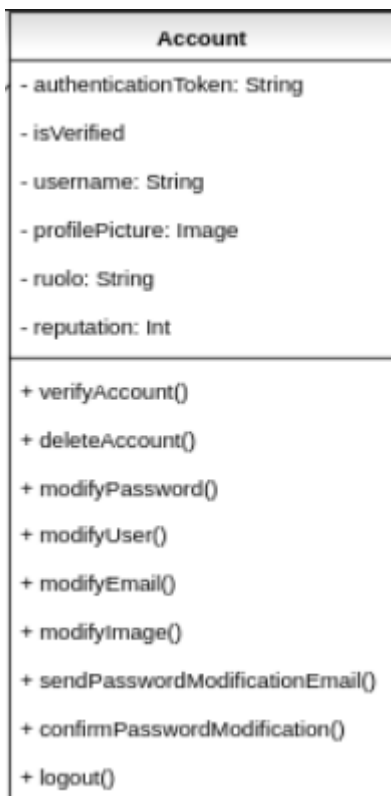 Account
- authenticationToken: String
- isVerified
- username: String
- profilePicture: Image
- ruolo: String
- reputation: Int
+ verifyAccount()
+ deleteAccount()
+ modifyPassword()
+ modifyUser()
+ modifyEmail()
+ modifyImage()
+ sendPasswordModificationEmail()
+ confirmPasswordModification()
+ logout()